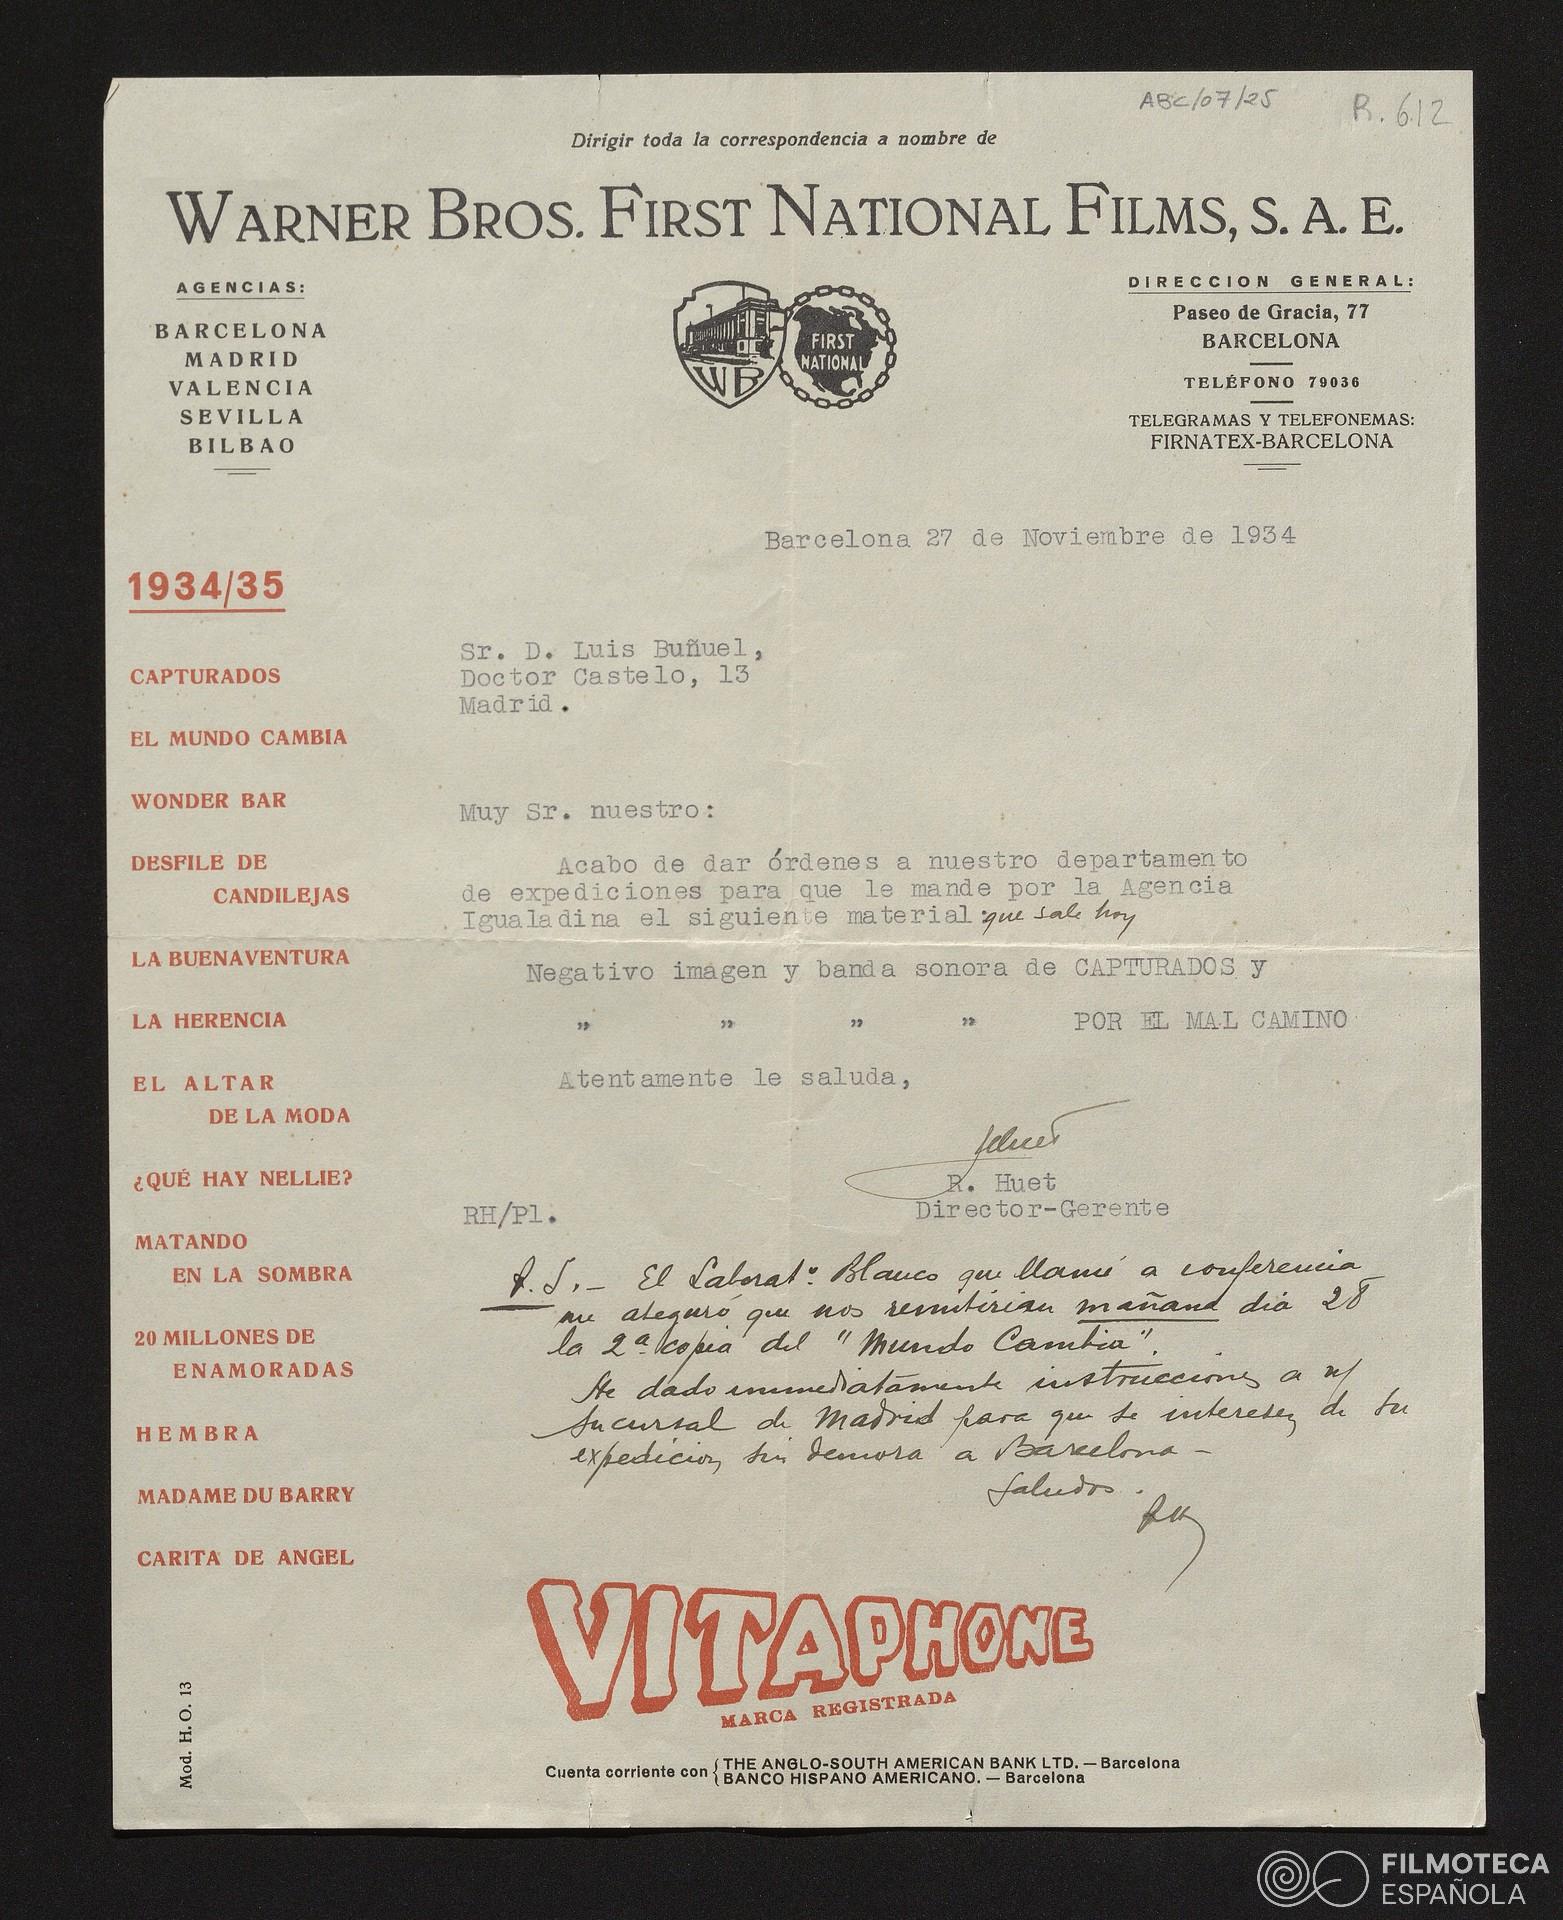 ABC/07/25
R. 612
Dirigir toda la correspondencia a nombre de
WARNER BROS. FIRST NATIONAL FILMS, S. A. E.
AGENCIAS:
BARCELONA
MADRID
VALENCIA
SEVILLA
BILBAO
WB
FIRST
NATIONAL
DIRECCION GENERAL:
Paseo de Gracia, 77
BARCELONA
TELÉFONO 79036
TELEGRAMAS Y TELEFONEMAS:
FIRNATEX-BARCELONA
Barcelona 27 de Noviembre de 1934
1934/35
CAPTURADOS
EL MUNDO CAMBIA
WONDER BAR
DESFILE DE
CANDILEJAS
LA BUENAVENTURA
LA HERENCIA
EL ALTAR
DE LA MODA
¿QUÉ HAY NELLIE?
MATANDO
EN LA SOMBRA
20 MILLONES DE
ENAMORADAS
HEMBRA
MADAME DU BARRY
CARITA DE ANGEL
Sr. D. Luis Buñuel,
Doctor Castelo, 13
Madrid.
Muy Sr. nuestro:
Acabo de dar órdenes a nuestro departamento
de expediciones para que le mande por la Agencia
Igualadina el siguiente material: que sale hoy
Negativo imagen y banda sonora de CAPTURADOS y
" " " " POR EL MAL CAMINO
Atentamente le saluda,
Huet
R. Huet
Director-Gerente
RH/Pl.
P. S. — El Laborat.º Blanco que llamé a conferencia
me aseguró que nos remitirian mañana dia 28
la 2ª copia del "Mundo Cambia".
He dado inmediatamente instrucciones a n/
sucursal de Madrid para que se interesen de su
expedicion sin demora a Barcelona —
Saludos.
RH
VITAPHONE
MARCA REGISTRADA
Mod. H. O. 13
Cuenta corriente con { THE ANGLO-SOUTH AMERICAN BANK LTD. — Barcelona
BANCO HISPANO AMERICANO. — Barcelona
FILMOTECA
ESPAÑOLA